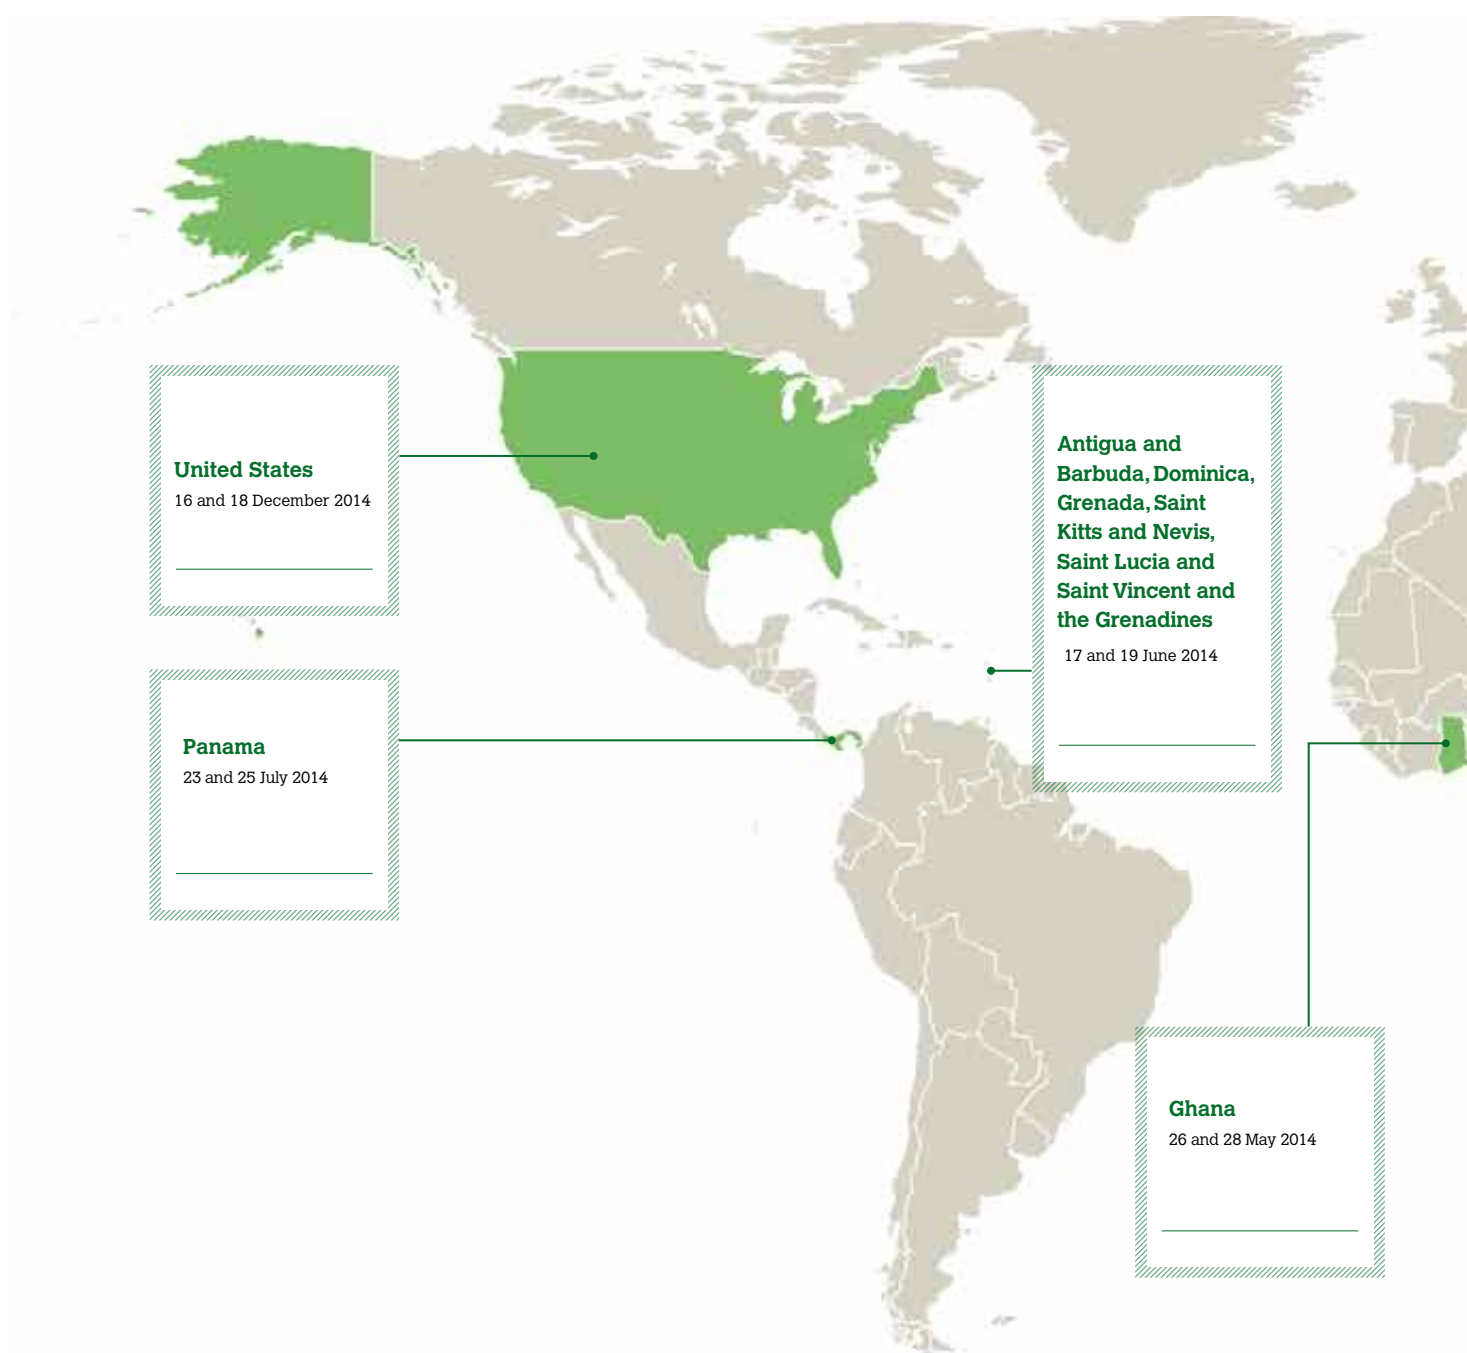 United States
16 and 18 December 2014
Antigua and
Barbuda, Dominica,
Grenada, Saint
Kitts and Nevis,
Saint Lucia and
Saint Vincent and
the Grenadines
17 and 19 June 2014
Panama
23 and 25 July 2014
Ghana
26 and 28 May 2014